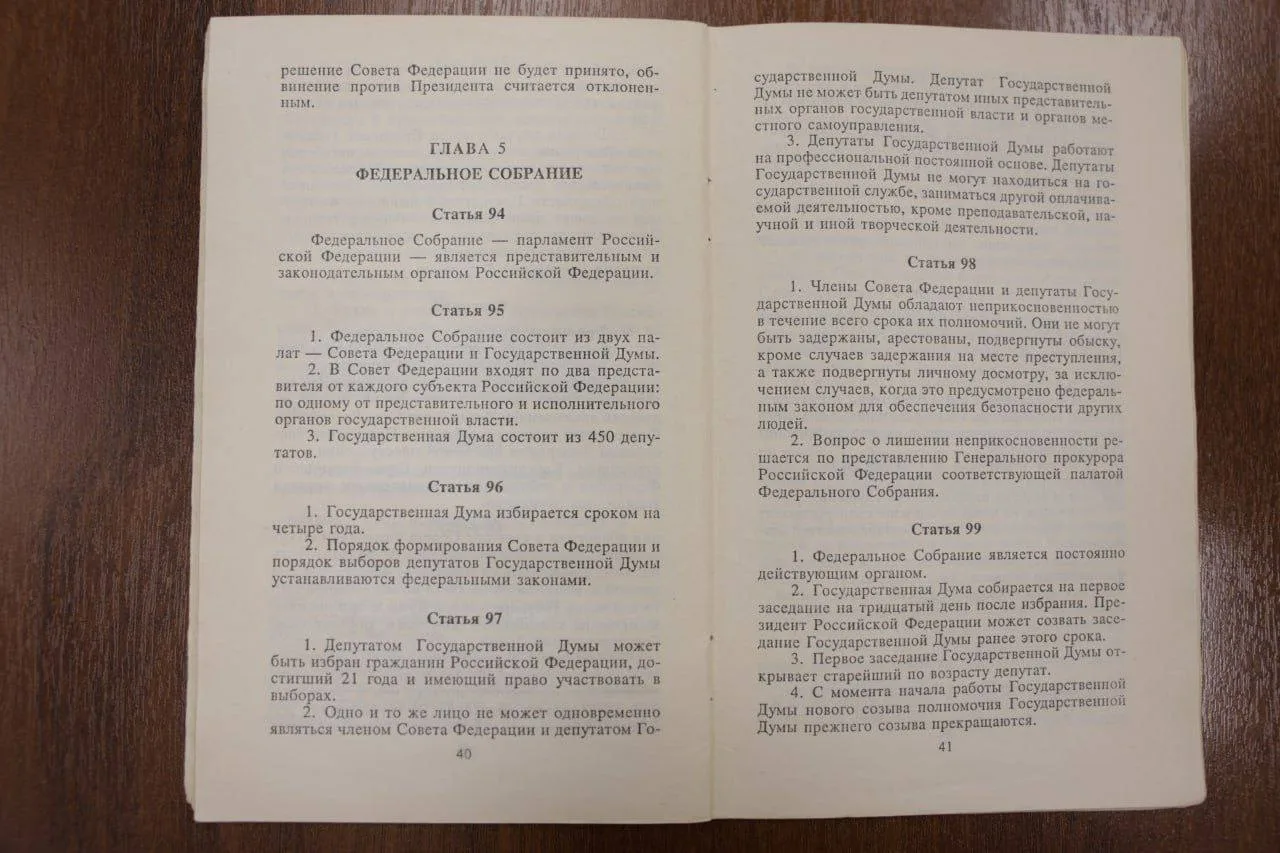 решение Совета Федерации не будет принято, об-
винение против Президента считается отклонен-
ным.
ГЛАВА 5
ФЕДЕРАЛЬНОЕ СОБРАНИЕ
Статья 94
Федеральное Собрание — парламент Россий-
ской Федерации — является представительным и
законодательным органом Российской Федерации.
Статья 95
1. Федеральное Собрание состоит из двух па-
лат — Совета Федерации и Государственной Думы.
2. В Совет Федерации входят по два предста-
вителя от каждого субъекта Российской Федерации:
по одному от представительного и исполнительного
органов государственной власти.
3. Государственная Дума состоит из 450 депу-
татов.
Статья 96
1. Государственная Дума избирается сроком на
четыре года.
2. Порядок формирования Совета Федерации и
порядок выборов депутатов Государственной Думы
устанавливаются федеральными законами.
Статья 97
1. Депутатом Государственной Думы может
быть избран гражданин Российской Федерации, до-
стигший 21 года и имеющий право участвовать в
выборах.
2. Одно и то же лицо не может одновременно
являться членом Совета Федерации и депутатом Го-
40
сударственной Думы. Депутат Государственной
Думы не может быть депутатом иных представитель-
ных органов государственной власти и органов ме-
стного самоуправления.
3. Депутаты Государственной Думы работают
на профессиональной постоянной основе. Депутаты
Государственной Думы не могут находиться на го-
сударственной службе, заниматься другой оплачива-
емой деятельностью, кроме преподавательской, на-
учной и иной творческой деятельности.
Статья 98
1. Члены Совета Федерации и депутаты Госу-
дарственной Думы обладают неприкосновенностью
в течение всего срока их полномочий. Они не могут
быть задержаны, арестованы, подвергнуты обыску,
кроме случаев задержания на месте преступления,
а также подвергнуты личному досмотру, за исклю-
чением случаев, когда это предусмотрено федераль-
ным законом для обеспечения безопасности других
людей.
2. Вопрос о лишении неприкосновенности ре-
шается по представлению Генерального прокурора
Российской Федерации соответствующей палатой
Федерального Собрания.
Статья 99
1. Федеральное Собрание является постоянно
действующим органом.
2. Государственная Дума собирается на первое
заседание на тридцатый день после избрания. Пре-
зидент Российской Федерации может созвать засе-
дание Государственной Думы ранее этого срока.
3. Первое заседание Государственной Думы от-
крывает старейший по возрасту депутат.
4. С момента начала работы Государственной
Думы нового созыва полномочия Государственной
Думы прежнего созыва прекращаются.
41